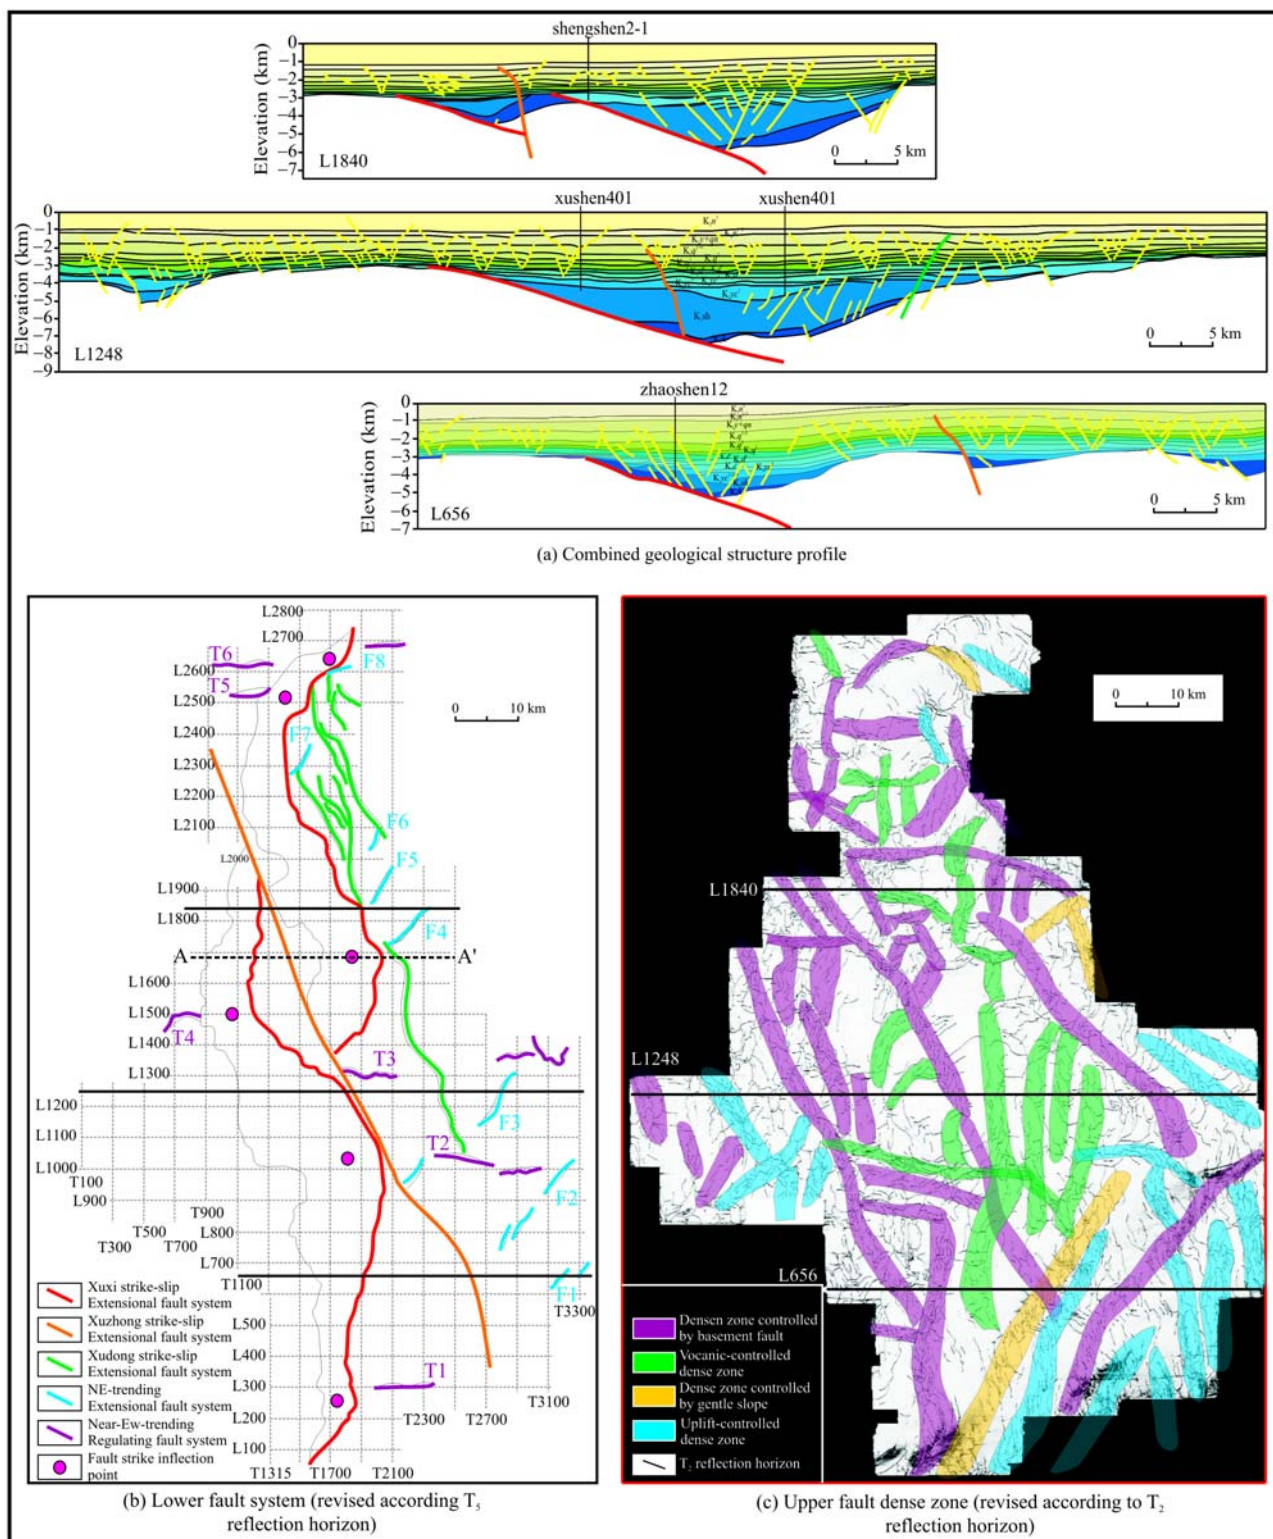 shengshen2-1
Elevation (km)
0
−1
−2
−3
−4
−5
−6
−7
L1840
0 5 km
xushen401 xushen401
Elevation (km)
0
−1
−2
−3
−4
−5
−6
−7
−8
−9
L1248
0 5 km
zhaoshen12
Elevation (km)
0
−1
−2
−3
−4
−5
−6
−7
L656
0 5 km
(a) Combined geological structure profile
L2800
L2700
T6
L2600
F8
T5
L2500
0 10 km
L2400
F7
L2300
L2200
L2100
F6
L2000
F5
L1900
L1800
F4
A A'
L1600
L1500
T4
L1400
T3
L1300
L1200
F3
L1100
T2
L1000
T100
L900
F2
T900
T500
L800
T300 T700
L700
T1100
F1
T3300
L500
L400
T1
L300
T3100
L200
T2300 T2700
L100
T1315 T1700 T2100
Xuxi strike-slip
Extensional fault system
Xuzhong strike-slip
Extensional fault system
Xudong strike-slip
Extensional fault system
NE-trending
Extensional fault system
Near-Ew-trending
Regulating fault system
Fault strike inflection
point
(b) Lower fault system (revised according T5
reflection horizon)
0 10 km
L1840
L1248
L656
Densen zone controlled
by basement fault
Vocanic-controlled
dense zone
Dense zone controlled
by gentle slope
Uplift-controlled
dense zone
T2 reflection horizon
(c) Upper fault dense zone (revised according to T2
reflection horizon)